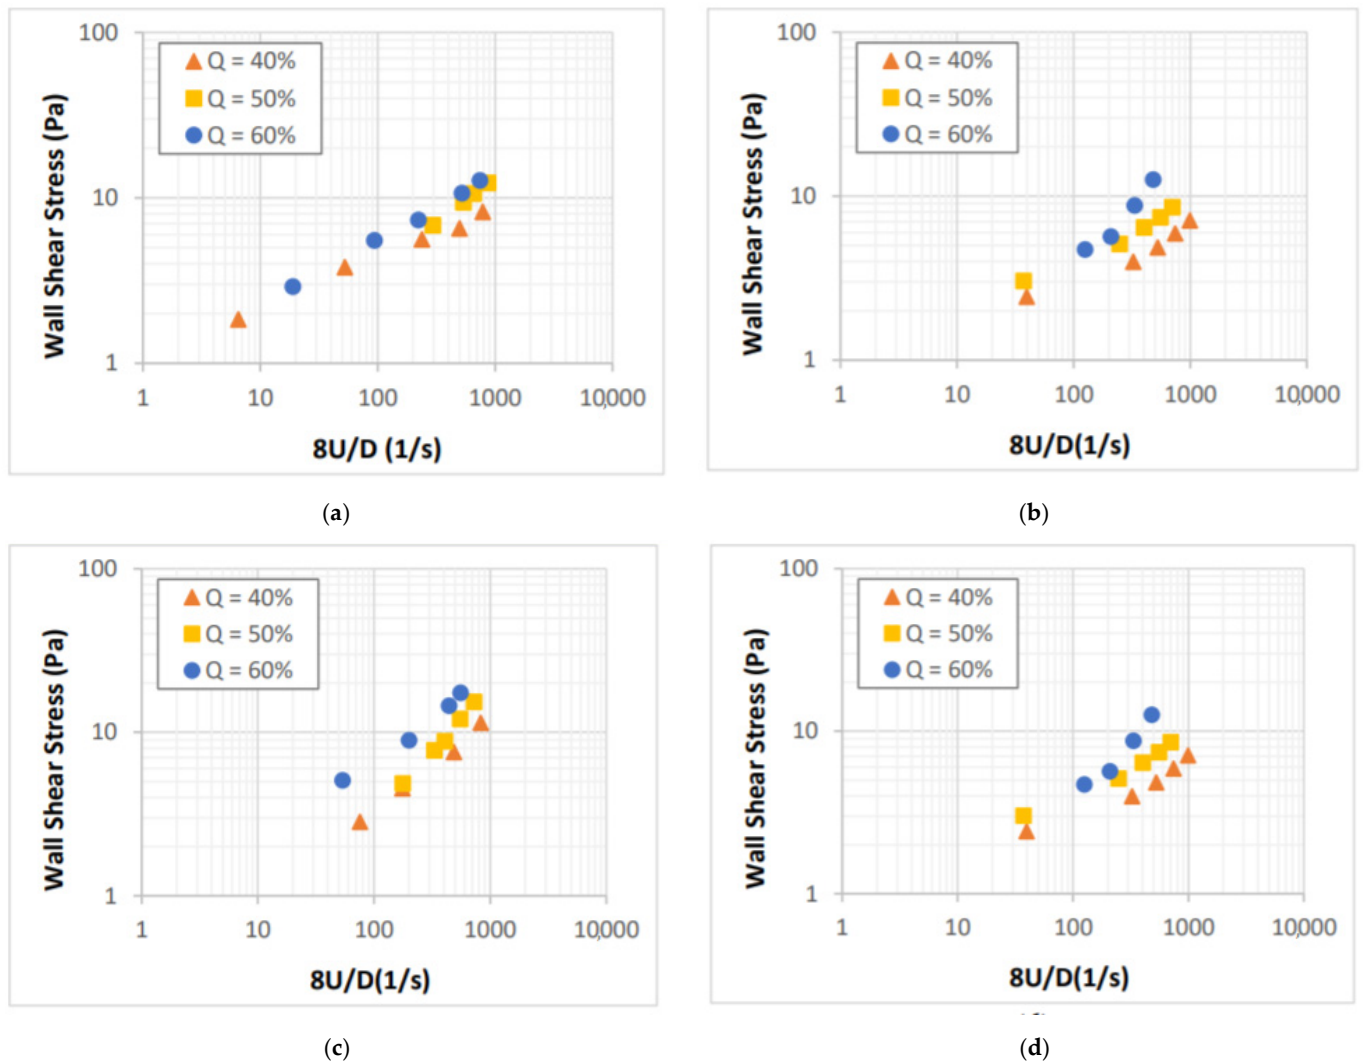 100
Q = 40%
Q = 50%
Q = 60%
10
1
Wall Shear Stress (Pa)
1 10 100 1000 10,000
8U/D (1/s)
(a)
100
Q = 40%
Q = 50%
Q = 60%
10
1
Wall Shear Stress (Pa)
1 10 100 1000 10,000
8U/D(1/s)
(b)
100
Q = 40%
Q = 50%
Q = 60%
10
1
Wall Shear Stress (Pa)
1 10 100 1000 10,000
8U/D(1/s)
(c)
100
Q = 40%
Q = 50%
Q = 60%
10
1
Wall Shear Stress (Pa)
1 10 100 1000 10,000
8U/D(1/s)
(d)